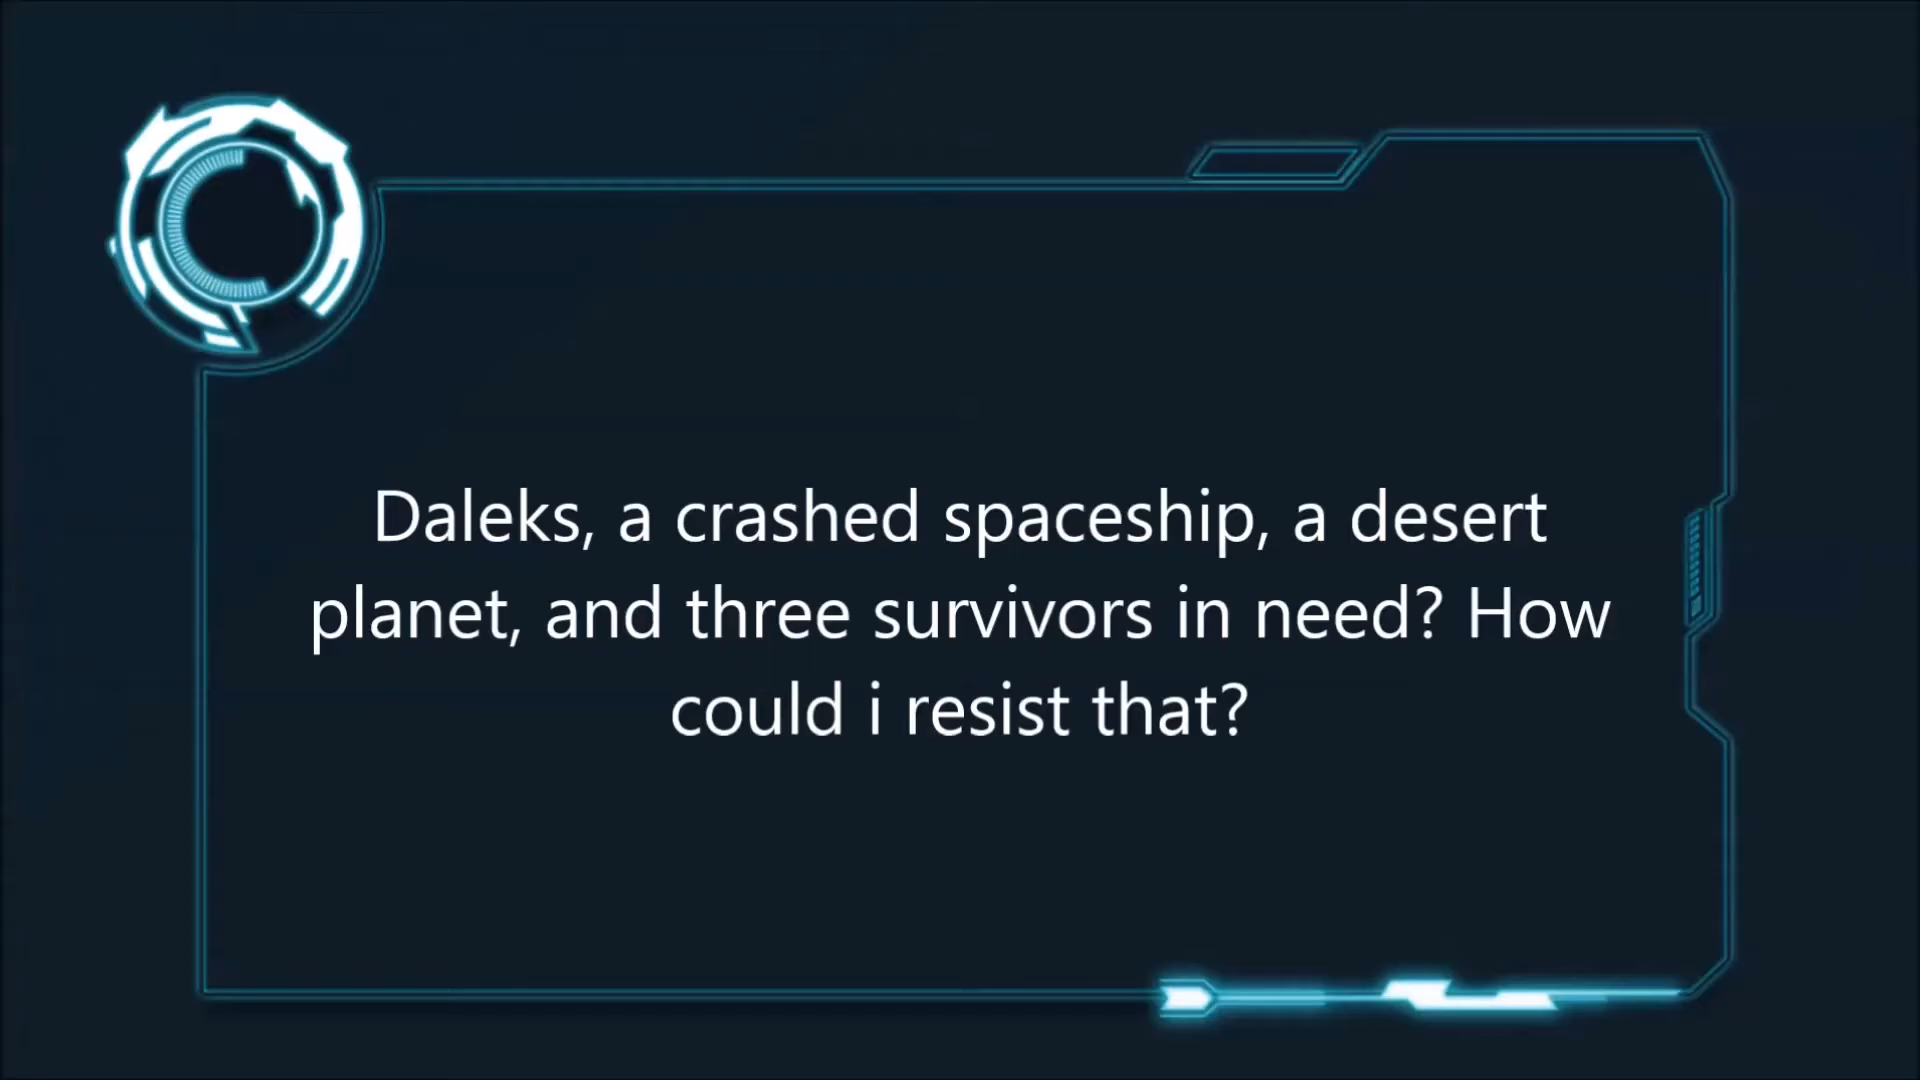 Daleks, a crashed spaceship, a desert
planet, and three survivors in need? How
could i resist that?